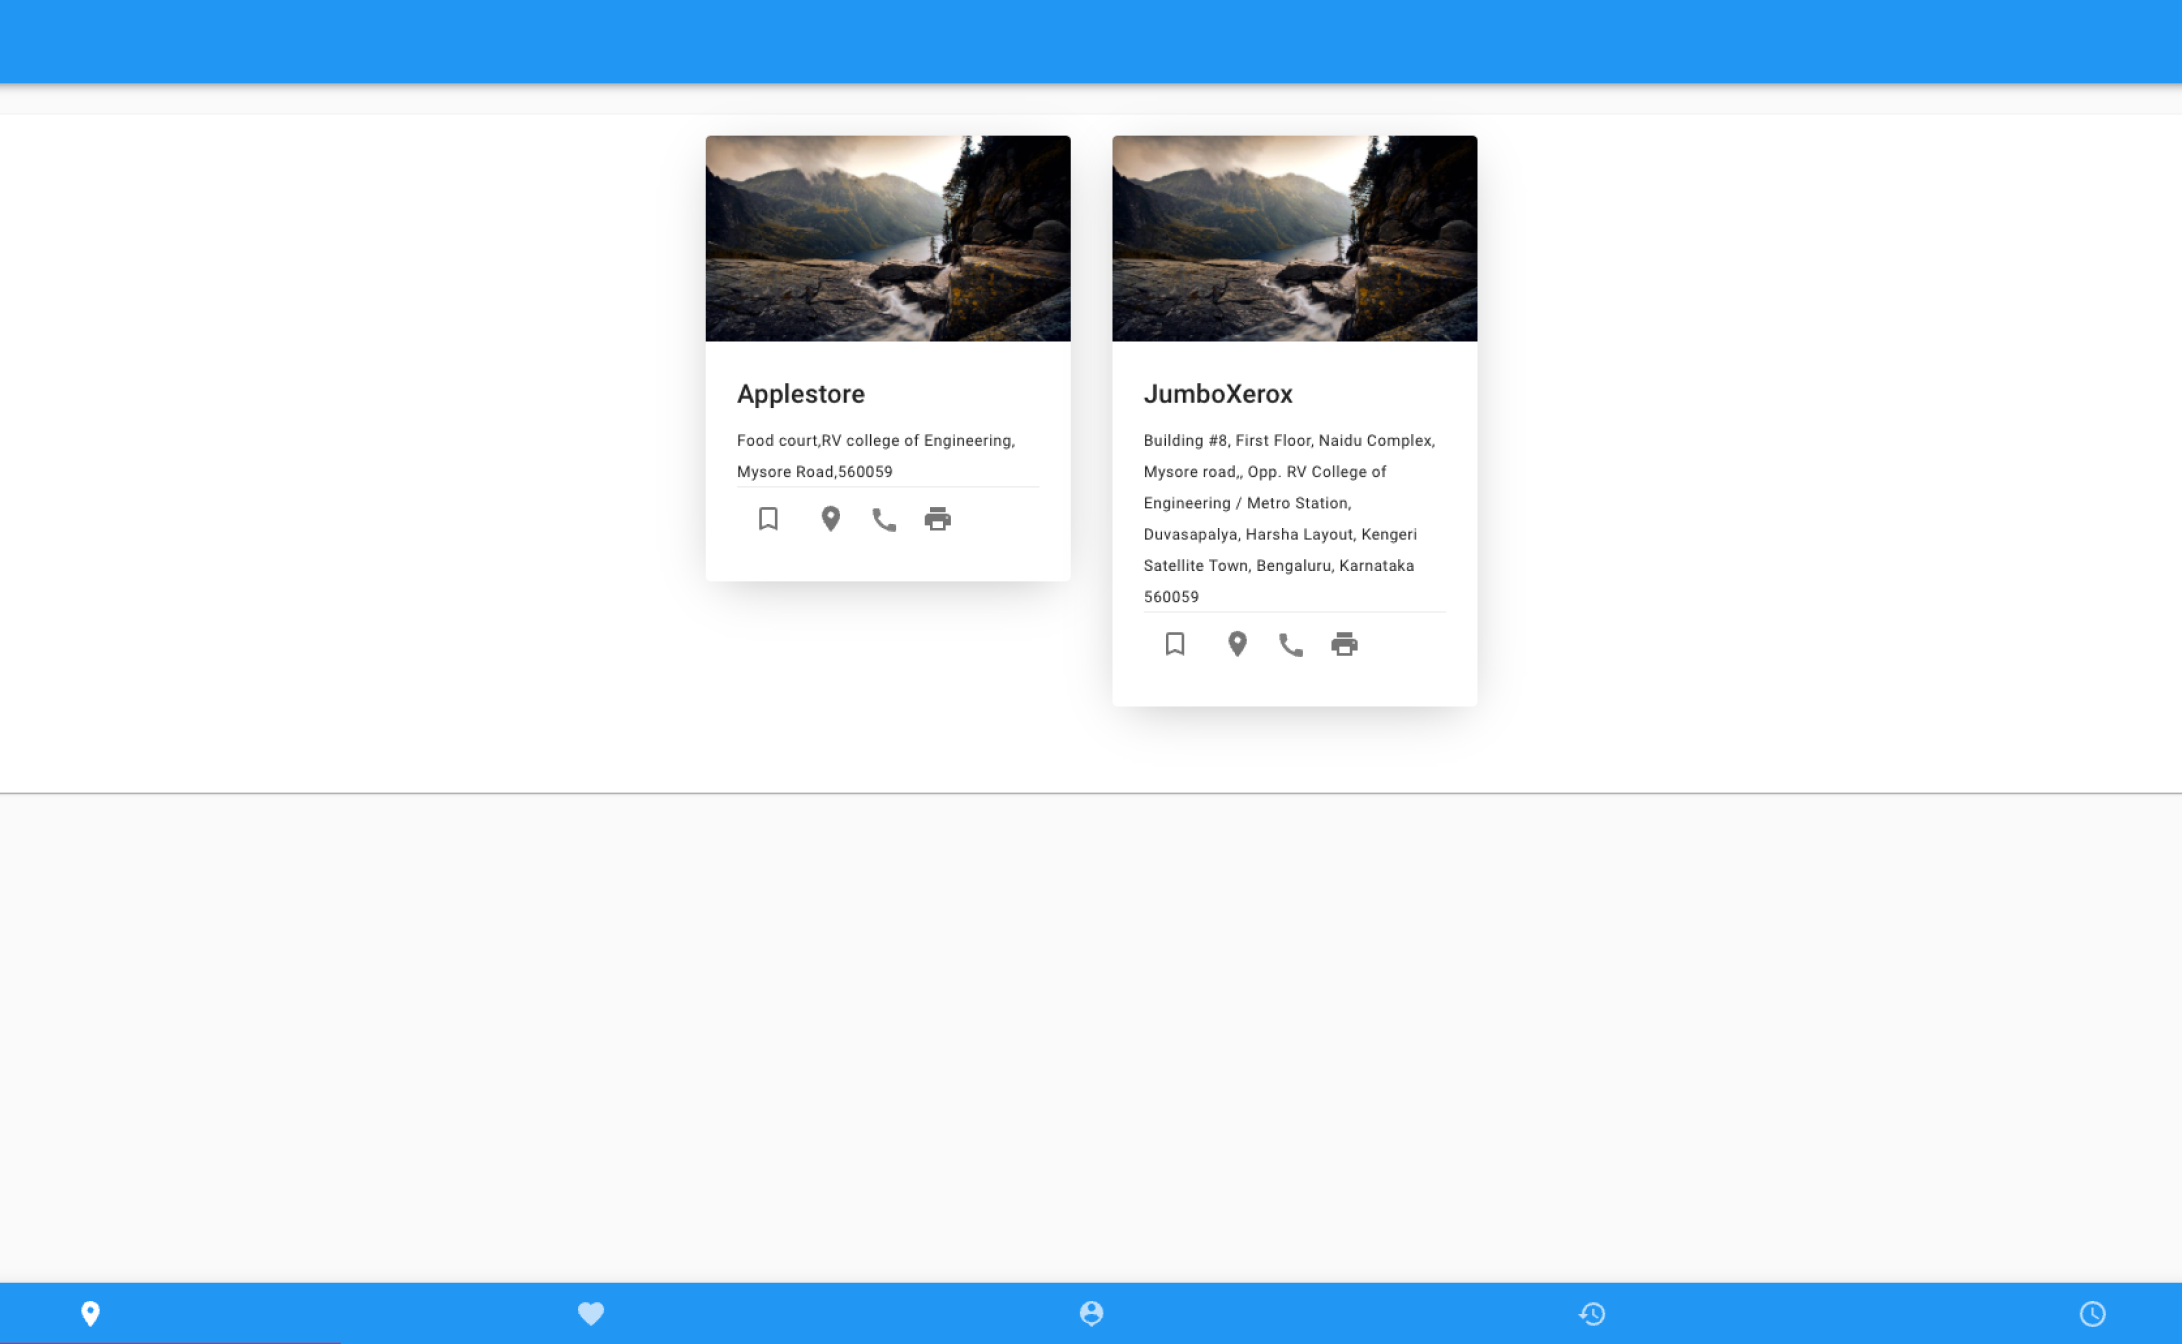 Applestore
Food court,RV college of Engineering,
Mysore Road,560059
JumboXerox
Building #8, First Floor, Naidu Complex,
Mysore road,, Opp. RV College of
Engineering / Metro Station,
Duvasapalya, Harsha Layout, Kengeri
Satellite Town, Bengaluru, Karnataka
560059